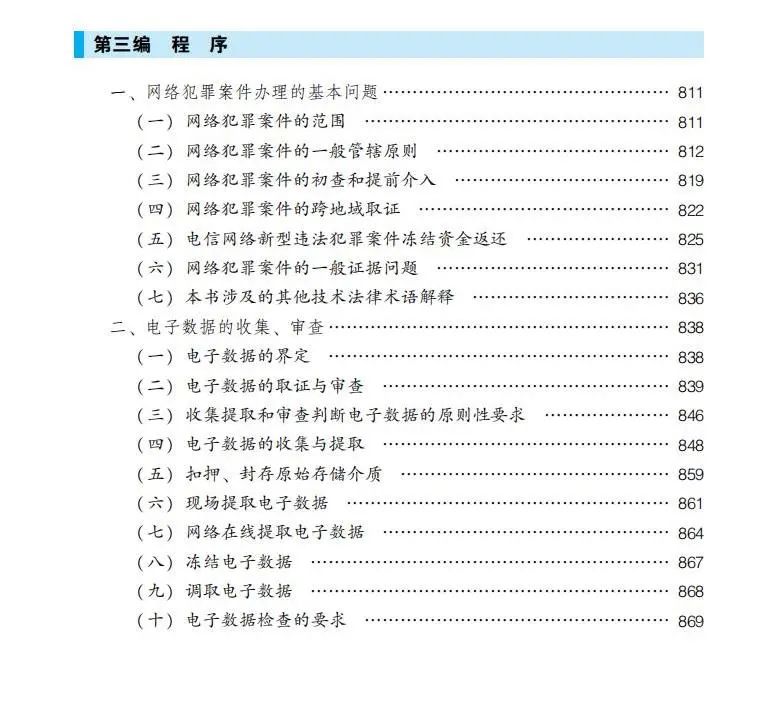 第三编 程 序
一、网络犯罪案件办理的基本问题 …… 811
（一）网络犯罪案件的范围 …… 811
（二）网络犯罪案件的一般管辖原则 …… 812
（三）网络犯罪案件的初查和提前介入 …… 819
（四）网络犯罪案件的跨地域取证 …… 822
（五）电信网络新型违法犯罪案件冻结资金返还 …… 825
（六）网络犯罪案件的一般证据问题 …… 831
（七）本书涉及的其他技术法律术语解释 …… 836
二、电子数据的收集、审查 …… 838
（一）电子数据的界定 …… 838
（二）电子数据的取证与审查 …… 839
（三）收集提取和审查判断电子数据的原则性要求 …… 846
（四）电子数据的收集与提取 …… 848
（五）扣押、封存原始存储介质 …… 859
（六）现场提取电子数据 …… 861
（七）网络在线提取电子数据 …… 864
（八）冻结电子数据 …… 867
（九）调取电子数据 …… 868
（十）电子数据检查的要求 …… 869